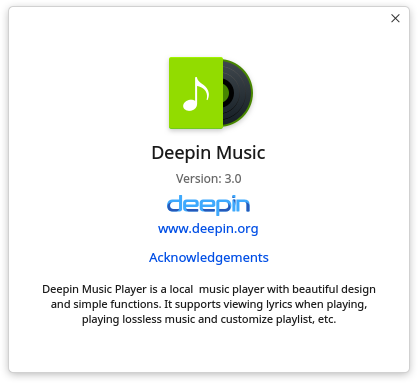 Deepin Music
Version: 3.0
deepin
www.deepin.org
Acknowledgements
Deepin Music Player is a local  music player with beautiful design
and simple functions. It supports viewing lyrics when playing,
playing lossless music and customize playlist, etc.